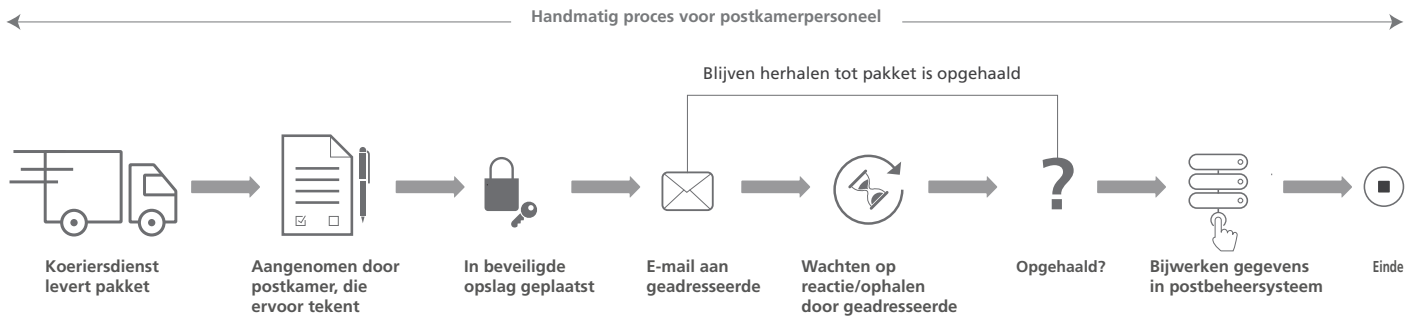 Handmatig proces voor postkamerpersoneel
Blijven herhalen tot pakket is opgehaald
?
Koeriersdienst
levert pakket
Aangenomen door
postkamer, die
ervoor tekent
In beveiligde
opslag geplaatst
E-mail aan
geadresseerde
Wachten op
reactie/ophalen
door geadresseerde
Opgehaald?
Bijwerken gegevens
in postbeheersysteem
Einde